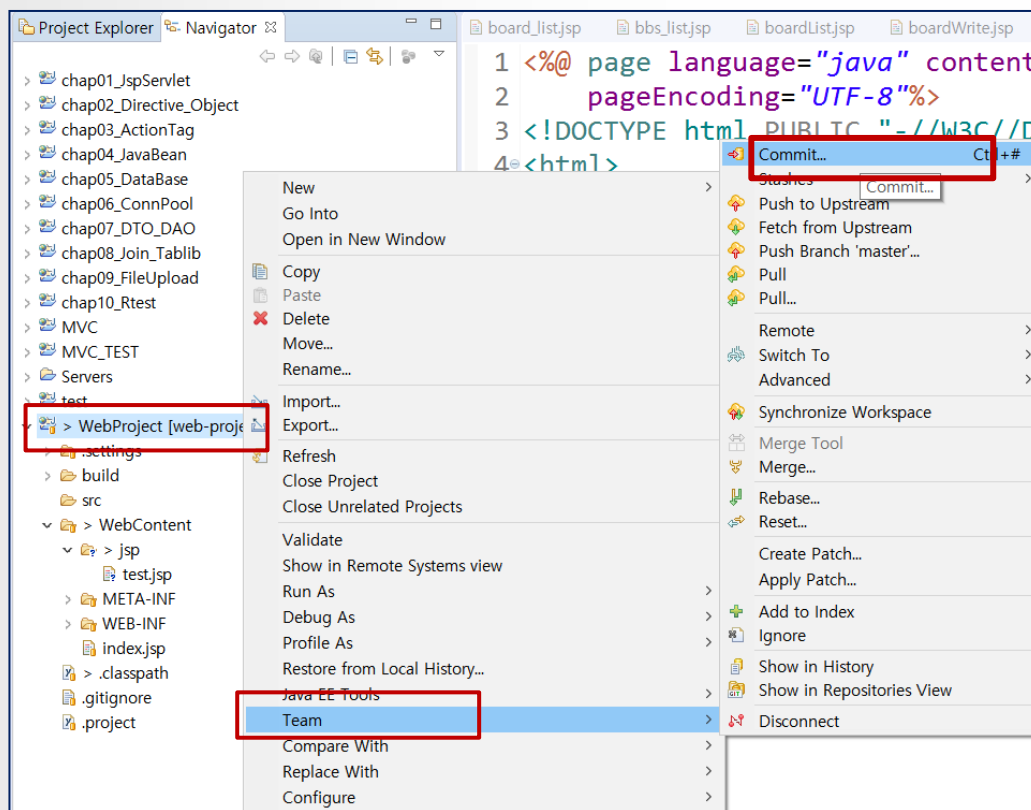 Project Explorer Navigator
board_list.jsp bbs_list.jsp boardList.jsp boardWrite.jsp
chap01_JspServlet
chap02_Directive_Object
chap03_ActionTag
chap04_JavaBean
chap05_DataBase
chap06_ConnPool
chap07_DTO_DAO
chap08_Join_Tablib
chap09_FileUpload
chap10_Rtest
MVC
MVC_TEST
Servers
test
> WebProject [web-proje
.settings
build
src
> WebContent
> jsp
test.jsp
META-INF
WEB-INF
index.jsp
> .classpath
.gitignore
.project
1 <%@ page language="java" content
2 pageEncoding="UTF-8"%>
3 <!DOCTYPE html PUBLIC "-//W3C//D
4 <html>
New
Go Into
Open in New Window
Copy
Paste
Delete
Move...
Rename...
Import...
Export...
Refresh
Close Project
Close Unrelated Projects
Validate
Show in Remote Systems view
Run As
Debug As
Profile As
Restore from Local History...
Java EE Tools
Team
Compare With
Replace With
Configure
Commit... Ctrl+#
Stashes
Commit...
Push to Upstream
Fetch from Upstream
Push Branch 'master'...
Pull
Pull...
Remote
Switch To
Advanced
Synchronize Workspace
Merge Tool
Merge...
Rebase...
Reset...
Create Patch...
Apply Patch...
Add to Index
Ignore
Show in History
Show in Repositories View
Disconnect